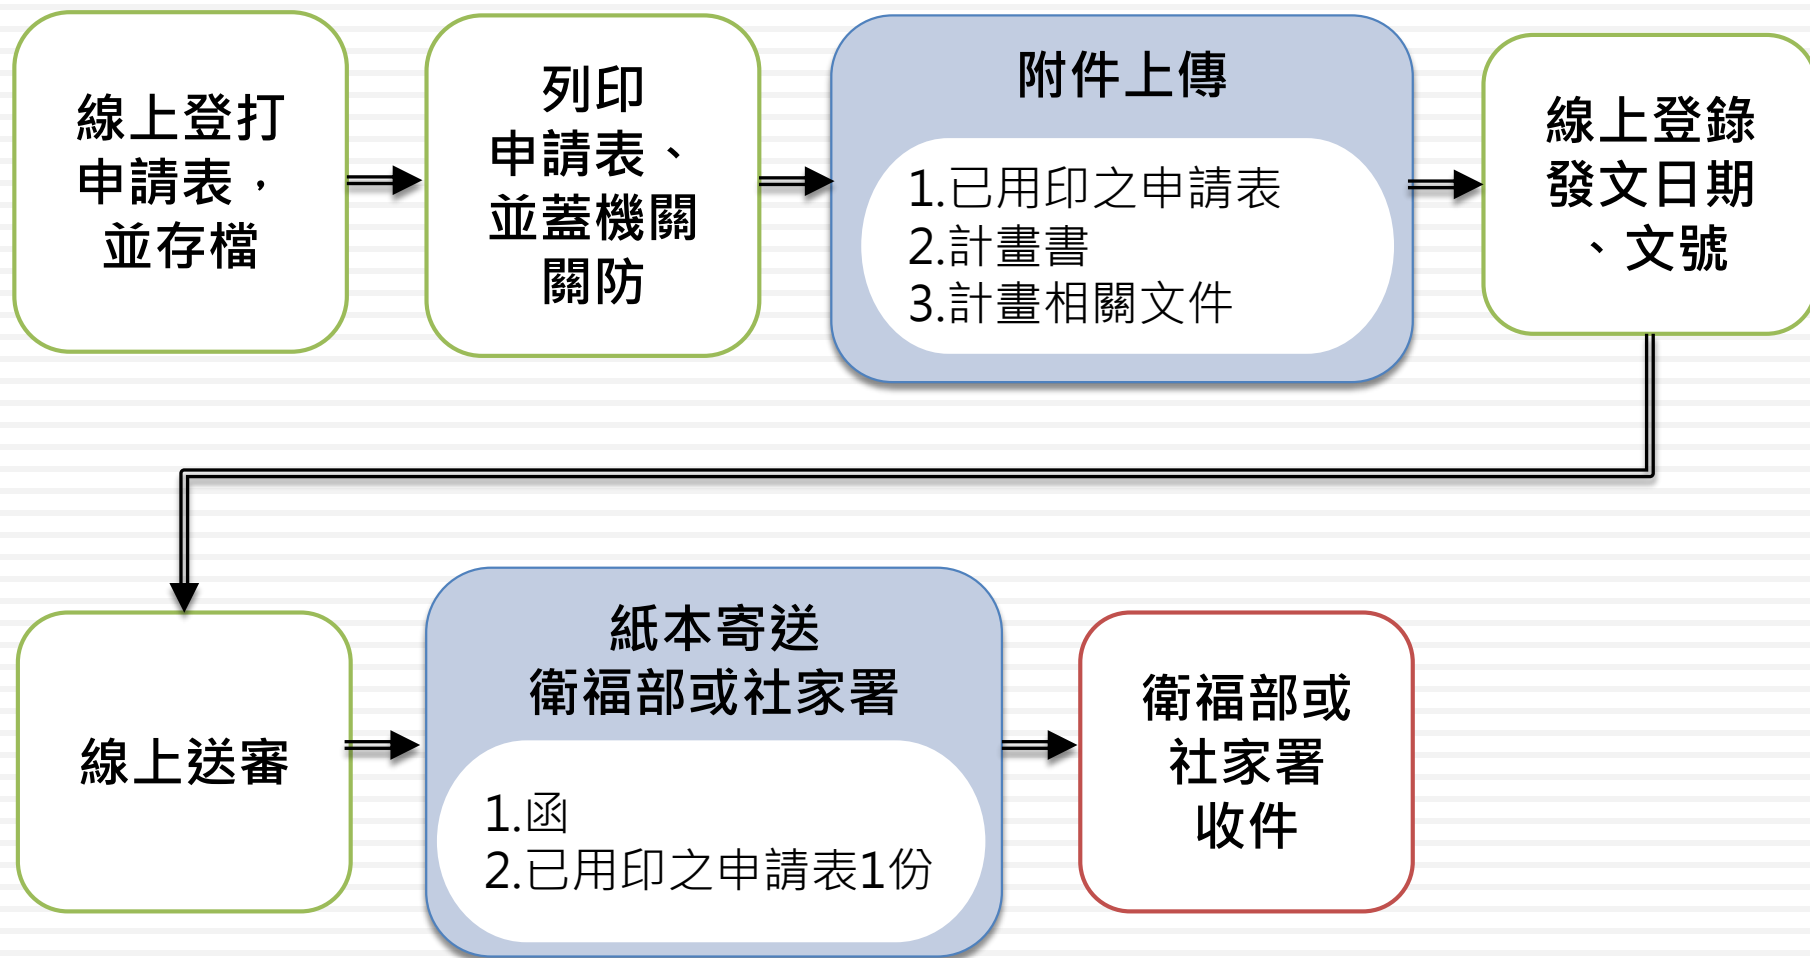 線上登打
申請表，
並存檔
列印
申請表、
並蓋機關
關防
附件上傳
1.已用印之申請表
2.計畫書
3.計畫相關文件
線上登錄
發文日期
、文號
線上送審
紙本寄送
衛福部或社家署
1.函
2.已用印之申請表1份
衛福部或
社家署
收件